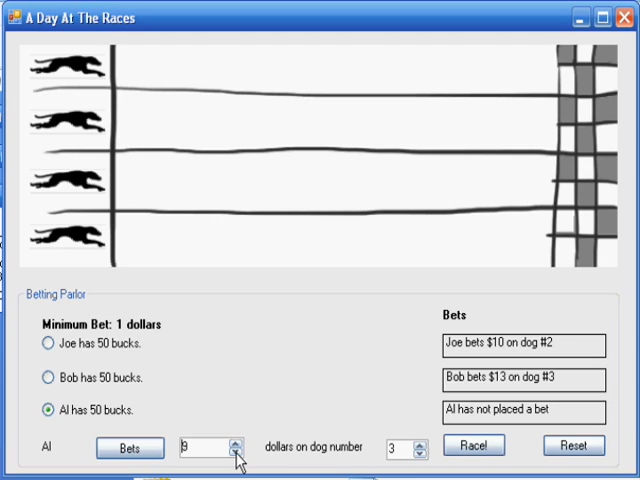 A Day At The Races
Betting Parlor
Minimum Bet: 1 dollars
Bets
Joe has 50 bucks.
Joe bets $10 on dog #2
Bob has 50 bucks.
Bob bets $13 on dog #3
Al has 50 bucks.
Al has not placed a bet
Al Bets 9 dollars on dog number 3 Race! Reset